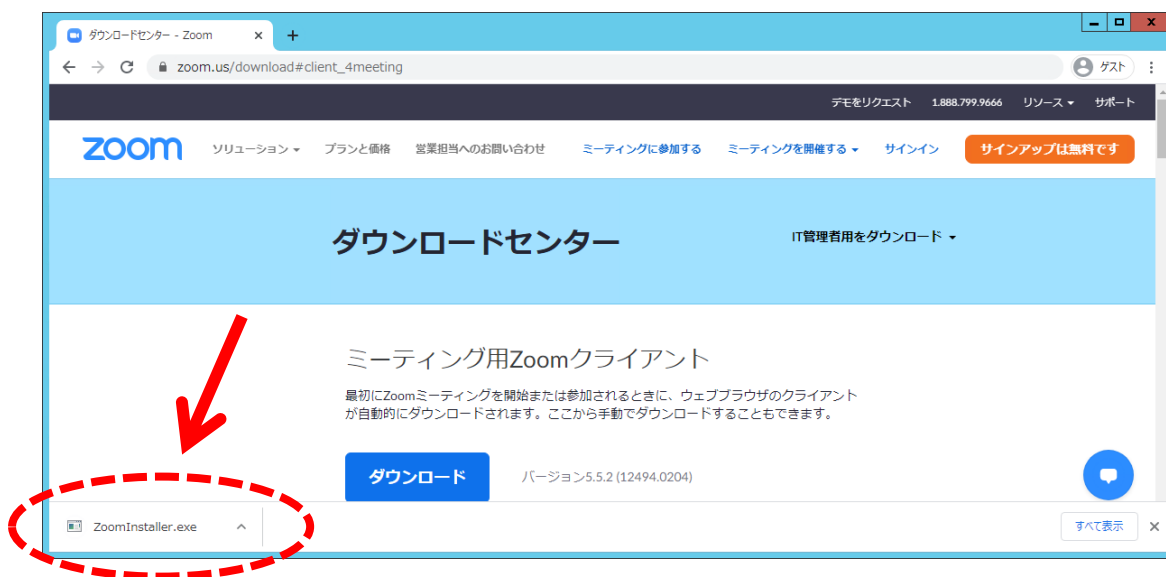 ダウンロードセンター - Zoom
zoom.us/download#client_4meeting
ゲスト
デモをリクエスト 1.888.799.9666 リソース サポート
zoom ソリューション プランと価格 営業担当へのお問い合わせ ミーティングに参加する ミーティングを開催する サインイン サインアップは無料です
ダウンロードセンター
IT管理者用をダウンロード
ミーティング用Zoomクライアント
最初にZoomミーティングを開始または参加されるときに、ウェブブラウザのクライアント
が自動的にダウンロードされます。ここから手動でダウンロードすることもできます。
ダウンロード バージョン5.5.2 (12494.0204)
ZoomInstaller.exe
すべて表示